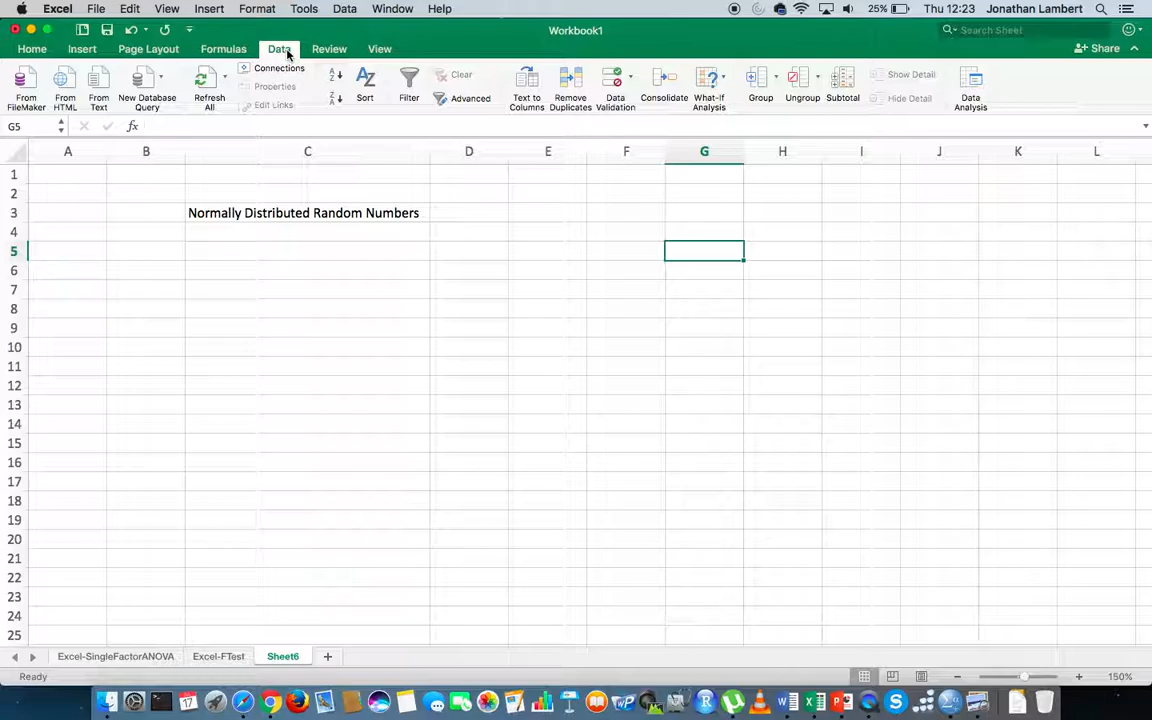 Excel File Edit View Insert Format Tools Data Window Help 25% Thu 12:23 Jonathan Lambert
Workbook1
Search Sheet
Home Insert Page Layout Formulas Data Review View Share
From FileMaker
From HTML
From Text
New Database Query
Refresh All
Connections
Properties
Edit Links
A Z
Z A
Sort
Filter
Clear
Advanced
Text to Columns
Remove Duplicates
Data Validation
Consolidate
What-If Analysis
Group
Ungroup
Subtotal
Show Detail
Hide Detail
Data Analysis
G5 fx
A B C D E F G H I J K L
1
2
3 Normally Distributed Random Numbers
4
5
6
7
8
9
10
11
12
13
14
15
16
17
18
19
20
21
22
23
24
25
Excel-SingleFactorANOVA Excel-FTest Sheet6
Ready 150%